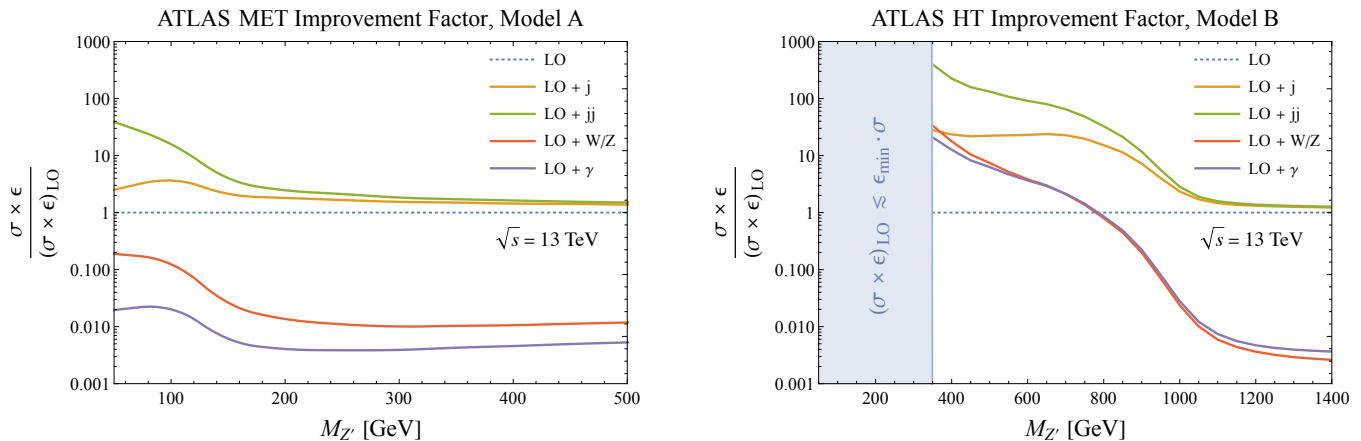 ATLAS MET Improvement Factor, Model A
1000
100
10
1
0.100
0.010
0.001
σ × ϵ
(σ × ϵ)LO
LO
LO + j
LO + jj
LO + W/Z
LO + γ
√s = 13 TeV
100
200
300
400
500
MZ′ [GeV]
ATLAS HT Improvement Factor, Model B
1000
100
10
1
0.100
0.010
0.001
σ × ϵ
(σ × ϵ)LO
(σ × ϵ)LO ≲ ϵmin · σ
LO
LO + j
LO + jj
LO + W/Z
LO + γ
√s = 13 TeV
200
400
600
800
1000
1200
1400
MZ′ [GeV]